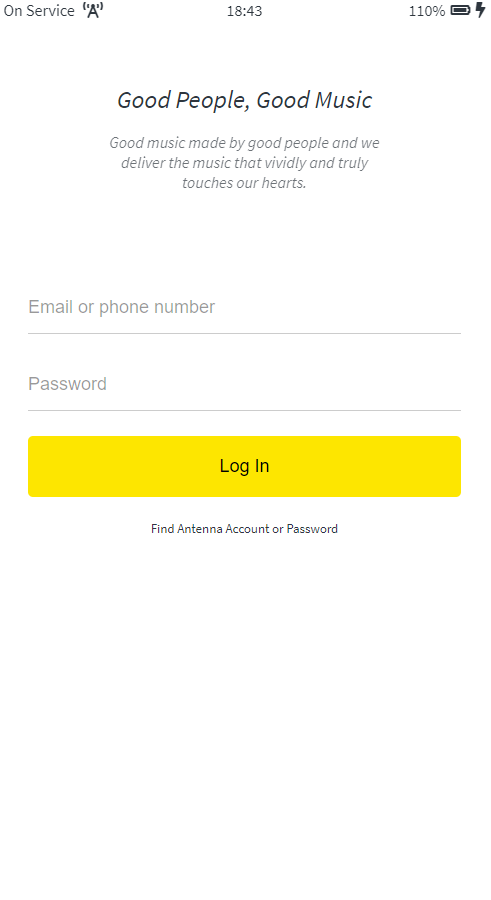 On Service 18:43 110%
Good People, Good Music
Good music made by good people and we
deliver the music that vividly and truly
touches our hearts.
Email or phone number
Password
Log In
Find Antenna Account or Password